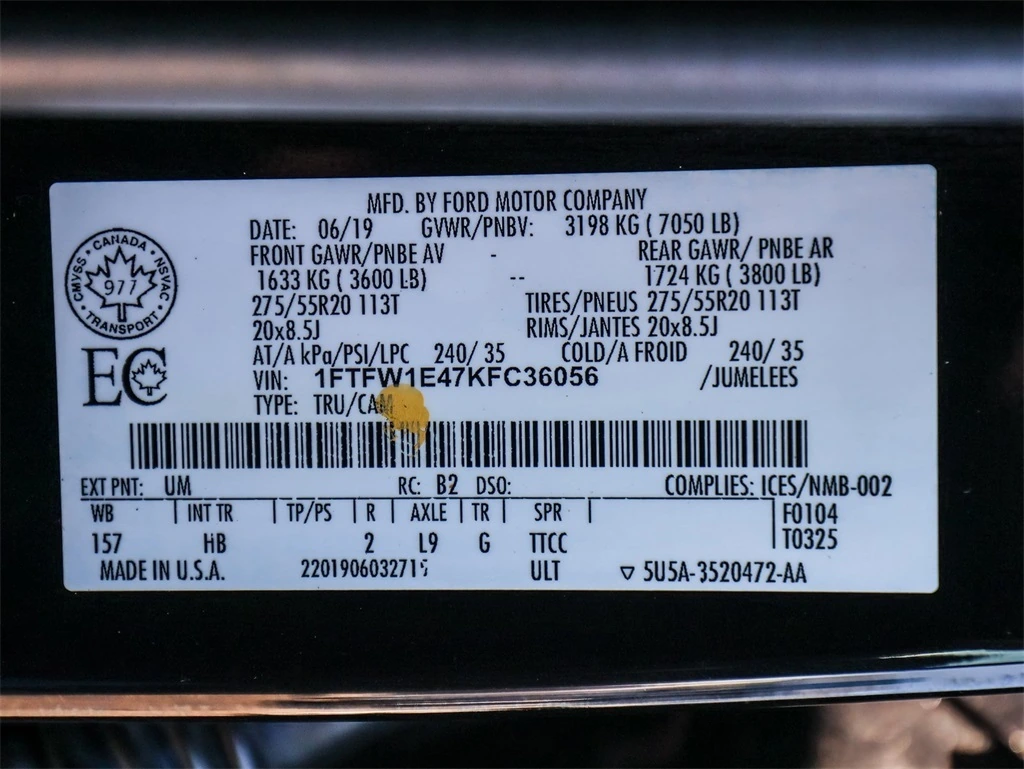 MFD. BY FORD MOTOR COMPANY
DATE: 06/19 GVWR/PNBV: 3198 KG ( 7050 LB)
FRONT GAWR/PNBE AV - REAR GAWR/ PNBE AR
1633 KG ( 3600 LB) -- 1724 KG ( 3800 LB)
275/55R20 113T TIRES/PNEUS 275/55R20 113T
20x8.5J RIMS/JANTES 20x8.5J
AT/A kPa/PSI/LPC 240/ 35 COLD/A FROID 240/ 35
VIN: 1FTFW1E47KFC36056 /JUMELEES
TYPE: TRU/CAM
CANADA
CMVSS NSVAC
977
TRANSPORT
EC
EXT PNT: UM RC: B2 DSO: COMPLIES: ICES/NMB-002
WB INT TR TP/PS R AXLE TR SPR F0104
157 HB 2 L9 G TTCC T0325
MADE IN U.S.A. ULT ▽ 5U5A-3520472-AA